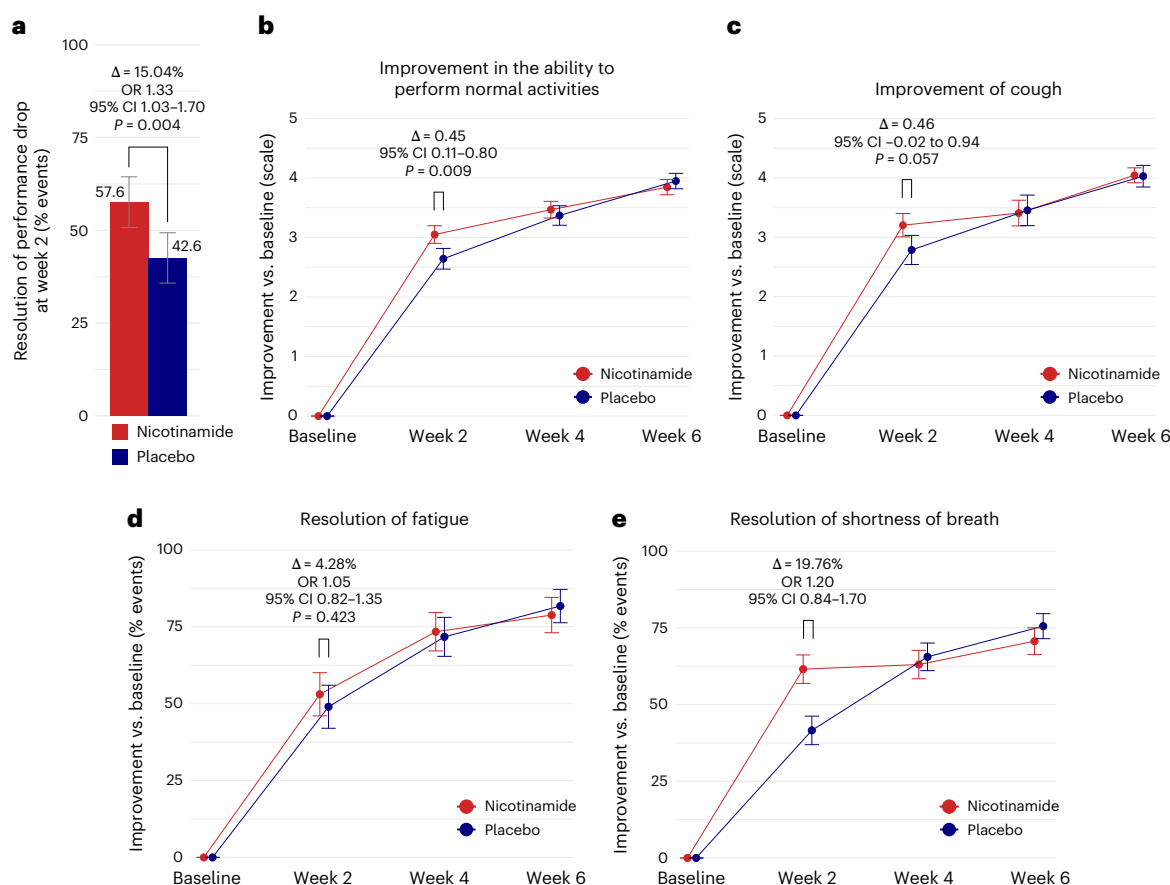 a
Resolution of performance drop
at week 2 (% events)
100
75
50
25
0
Δ = 15.04%
OR 1.33
95% CI 1.03–1.70
P = 0.004
57.6
42.6
Nicotinamide
Placebo
b
Improvement in the ability to
perform normal activities
Improvement vs. baseline (scale)
5
4
3
2
1
0
Δ = 0.45
95% CI 0.11–0.80
P = 0.009
Nicotinamide
Placebo
Baseline
Week 2
Week 4
Week 6
c
Improvement of cough
Improvement vs. baseline (scale)
5
4
3
2
1
0
Δ = 0.46
95% CI −0.02 to 0.94
P = 0.057
Nicotinamide
Placebo
Baseline
Week 2
Week 4
Week 6
d
Resolution of fatigue
Improvement vs. baseline (% events)
100
75
50
25
0
Δ = 4.28%
OR 1.05
95% CI 0.82–1.35
P = 0.423
Nicotinamide
Placebo
Baseline
Week 2
Week 4
Week 6
e
Resolution of shortness of breath
Improvement vs. baseline (% events)
100
75
50
25
0
Δ = 19.76%
OR 1.20
95% CI 0.84–1.70
Nicotinamide
Placebo
Baseline
Week 2
Week 4
Week 6